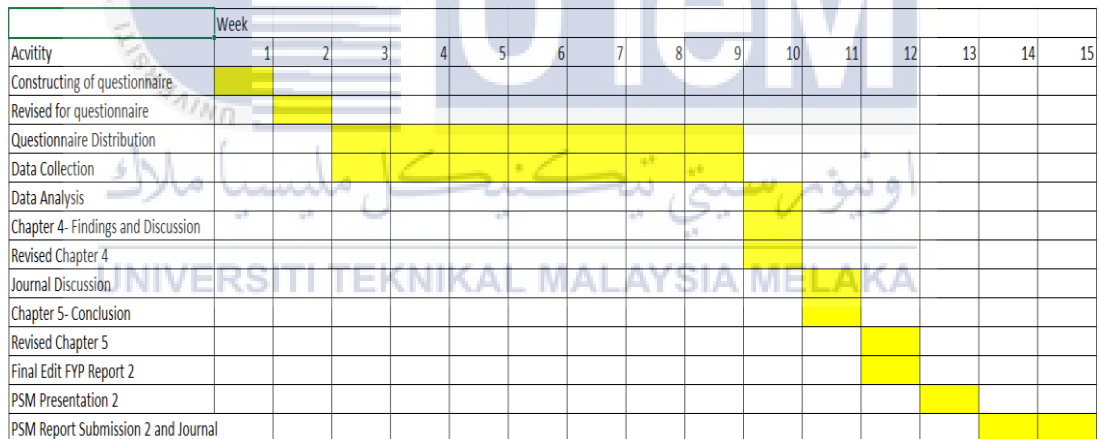 Week
Acvitity 1 2 3 4 5 6 7 8 9 10 11 12 13 14 15
Constructing of questionnaire
Revised for questionnaire
Questionnaire Distribution
Data Collection
Data Analysis
Chapter 4- Findings and Discussion
Revised Chapter 4
Journal Discussion
Chapter 5- Conclusion
Revised Chapter 5
Final Edit FYP Report 2
PSM Presentation 2
PSM Report Submission 2 and Journal
UTeM
اونيۏرسيتي تيكنيكل مليسيا ملاك
UNIVERSITI TEKNIKAL MALAYSIA MELAKA